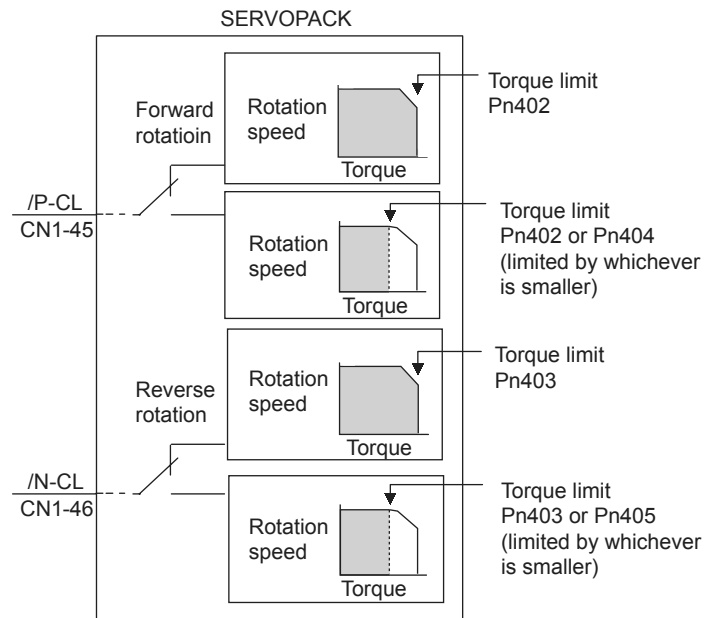 SERVOPACK
Forward
rotatioin
Rotation
speed
Torque
Torque limit
Pn402
/P-CL
CN1-45
Rotation
speed
Torque
Torque limit
Pn402 or Pn404
(limited by whichever
is smaller)
Reverse
rotation
Rotation
speed
Torque
Torque limit
Pn403
/N-CL
CN1-46
Rotation
speed
Torque
Torque limit
Pn403 or Pn405
(limited by whichever
is smaller)